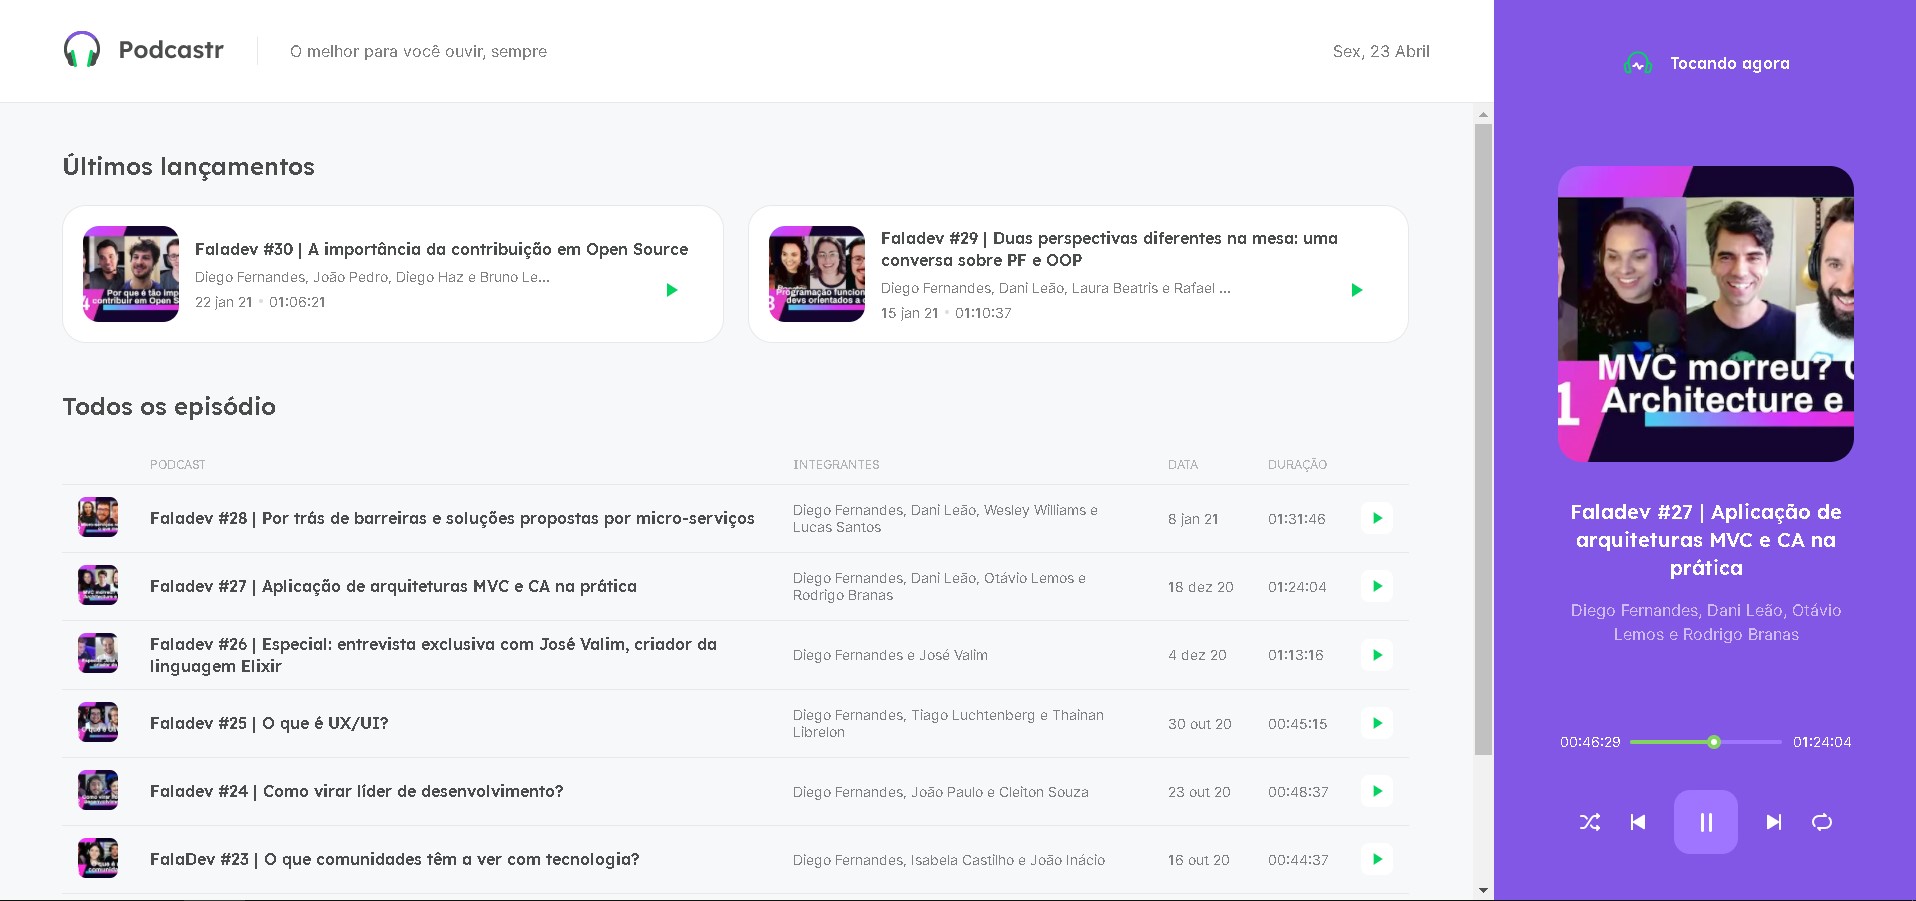 Podcastr
O melhor para você ouvir, sempre
Sex, 23 Abril
Últimos lançamentos
Faladev #30 | A importância da contribuição em Open Source
Diego Fernandes, João Pedro, Diego Haz e Bruno Le...
22 jan 21 • 01:06:21
Por que é tão imp
contribuir em Open S
Faladev #29 | Duas perspectivas diferentes na mesa: uma
conversa sobre PF e OOP
Diego Fernandes, Dani Leão, Laura Beatris e Rafael ...
15 jan 21 • 01:10:37
Programação funcion
devs orientados a
Todos os episódio
PODCAST INTEGRANTES DATA DURAÇÃO
Faladev #28 | Por trás de barreiras e soluções propostas por micro-serviços
Diego Fernandes, Dani Leão, Wesley Williams e
Lucas Santos
8 jan 21
01:31:46
Faladev #27 | Aplicação de arquiteturas MVC e CA na prática
Diego Fernandes, Dani Leão, Otávio Lemos e
Rodrigo Branas
18 dez 20
01:24:04
Faladev #26 | Especial: entrevista exclusiva com José Valim, criador da
linguagem Elixir
Diego Fernandes e José Valim
4 dez 20
01:13:16
Faladev #25 | O que é UX/UI?
Diego Fernandes, Tiago Luchtenberg e Thainan
Librelon
30 out 20
00:45:15
Faladev #24 | Como virar líder de desenvolvimento?
Diego Fernandes, João Paulo e Cleiton Souza
23 out 20
00:48:37
FalaDev #23 | O que comunidades têm a ver com tecnologia?
Diego Fernandes, Isabela Castilho e João Inácio
16 out 20
00:44:37
Tocando agora
MVC morreu?
1 Architecture e
Faladev #27 | Aplicação de
arquiteturas MVC e CA na
prática
Diego Fernandes, Dani Leão, Otávio
Lemos e Rodrigo Branas
00:46:29
01:24:04